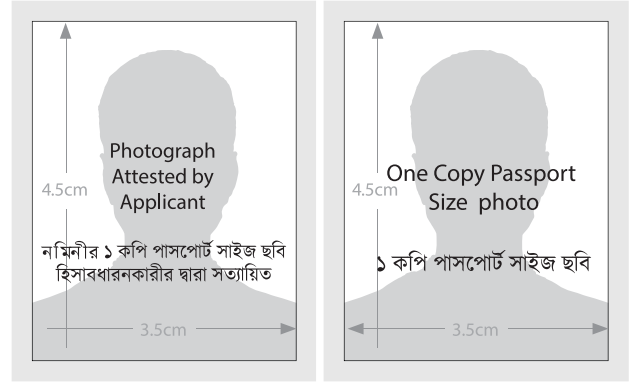 Photograph
Attested by
4.5cm
Applicant
নমিনীর ১ কপি পাসপোর্ট সাইজ ছবি
হিসাবধারনকারীর দ্বারা সত্যায়িত
3.5cm
One Copy Passport
4.5cm
Size photo
১ কপি পাসপোর্ট সাইজ ছবি
3.5cm